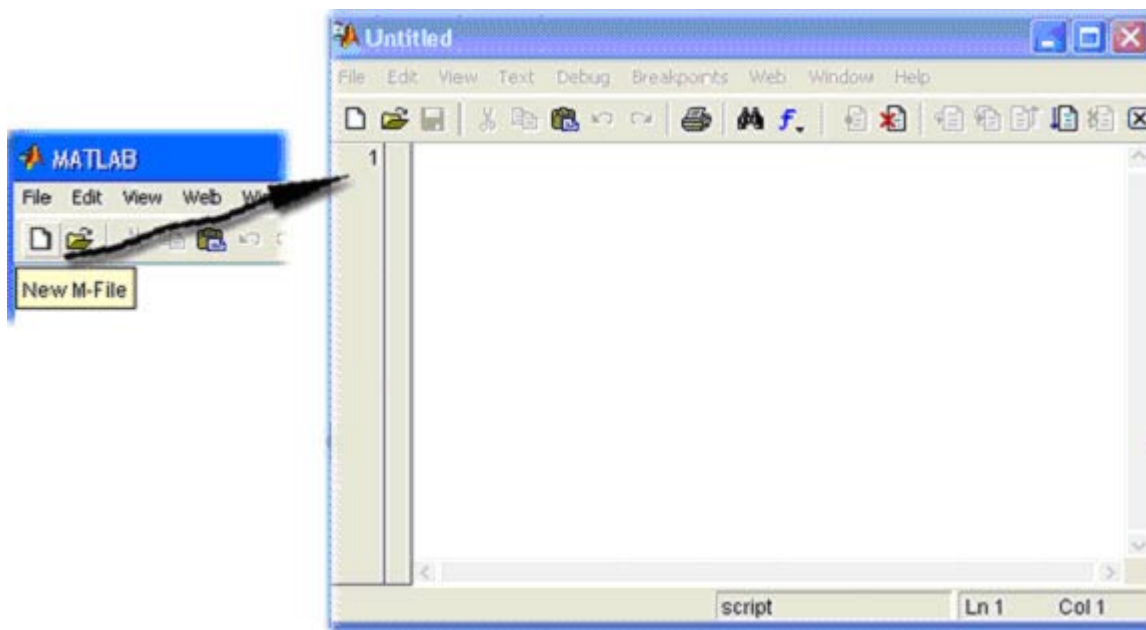 Untitled
File Edit View Text Debug Breakpoints Web Window Help
1
MATLAB
File Edit View Web
New M-File
script Ln 1 Col 1